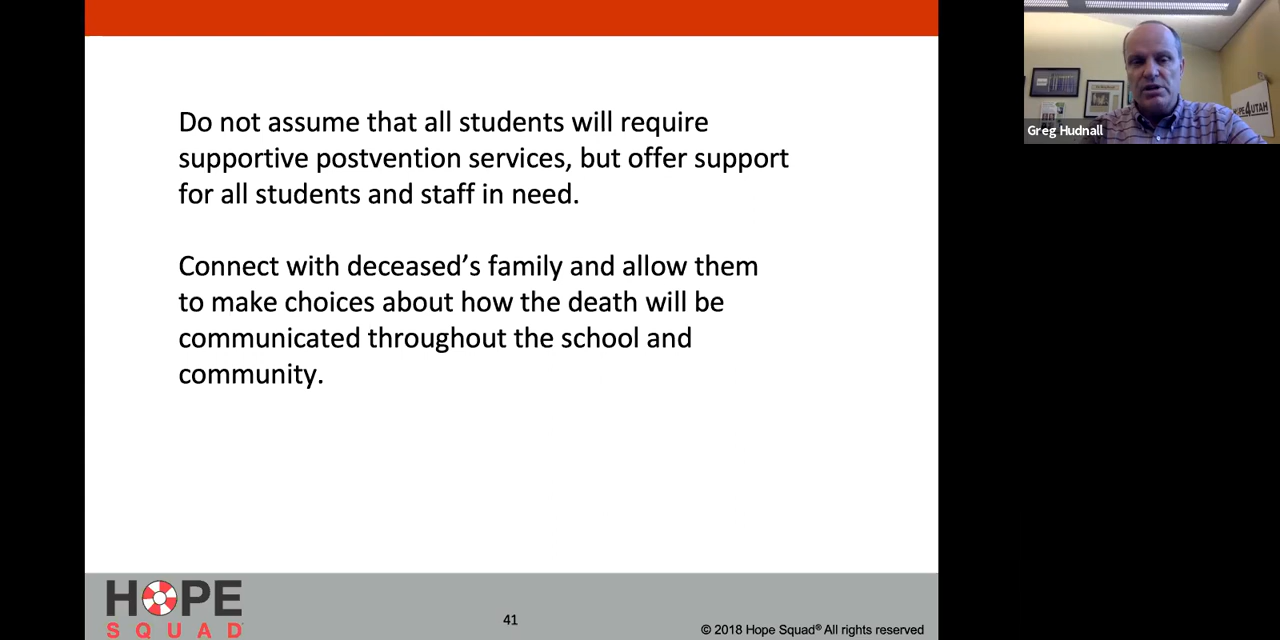 Do not assume that all students will require
supportive postvention services, but offer support
for all students and staff in need.
Connect with deceased’s family and allow them
to make choices about how the death will be
communicated throughout the school and
community.
HOPE
SQUAD
41
© 2018 Hope Squad® All rights reserved
Greg Hudnall
HOPE4UTAH